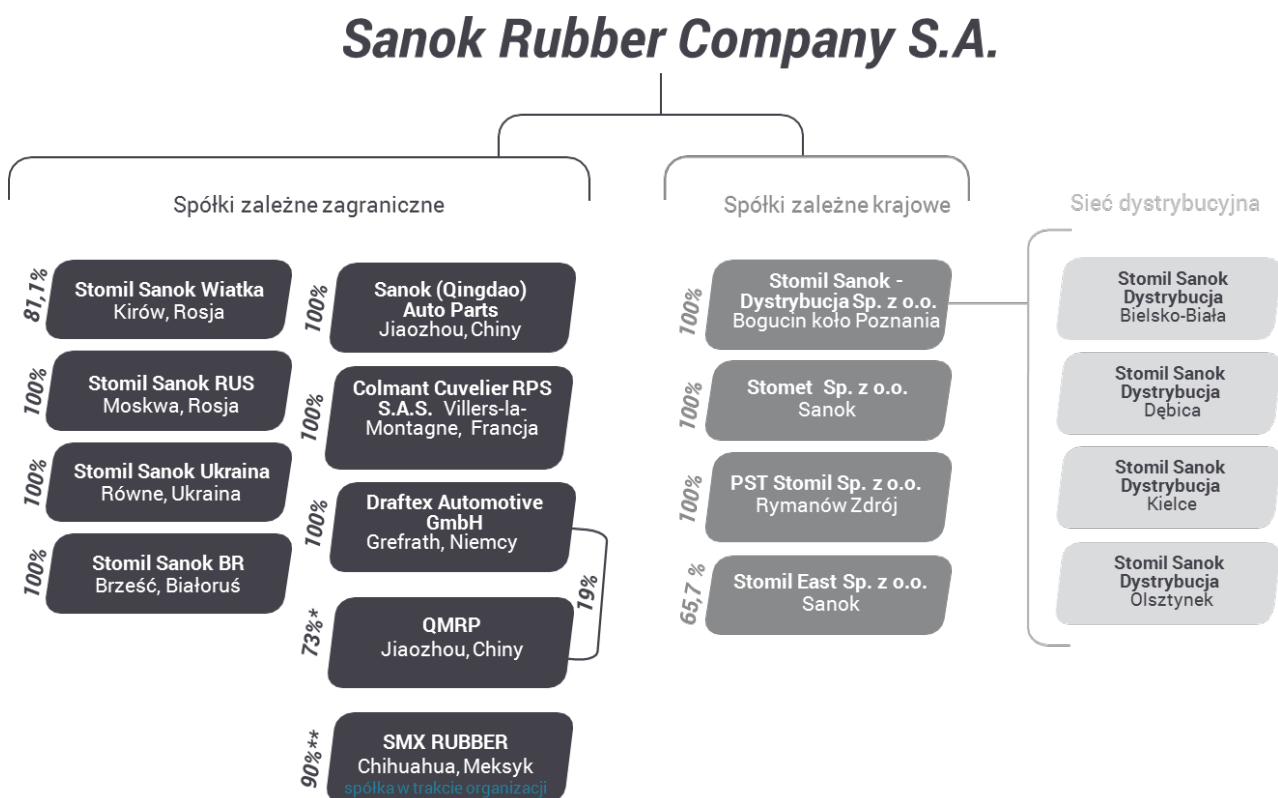 Sanok Rubber Company S.A.
Spółki zależne zagraniczne
81,1%
Stomil Sanok Wiatka
Kirów, Rosja
100%
Stomil Sanok RUS
Moskwa, Rosja
100%
Stomil Sanok Ukraina
Równe, Ukraina
100%
Stomil Sanok BR
Brześć, Białoruś
100%
Sanok (Qingdao)
Auto Parts
Jiaozhou, Chiny
100%
Colmant Cuvelier RPS
S.A.S. Villers-la-
Montagne, Francja
100%
Draftex Automotive
GmbH
Grefrath, Niemcy
19%
73%*
QMRP
Jiaozhou, Chiny
90%**
SMX RUBBER
Chihuahua, Meksyk
spółka w trakcie organizacji
Spółki zależne krajowe
100%
Stomil Sanok -
Dystrybucja Sp. z o.o.
Bogucin koło Poznania
100%
Stomet Sp. z o.o.
Sanok
100%
PST Stomil Sp. z o.o.
Rymanów Zdrój
65,7 %
Stomil East Sp. z o.o.
Sanok
Sieć dystrybucyjna
Stomil Sanok
Dystrybucja
Bielsko-Biała
Stomil Sanok
Dystrybucja
Dębica
Stomil Sanok
Dystrybucja
Kielce
Stomil Sanok
Dystrybucja
Olsztynek